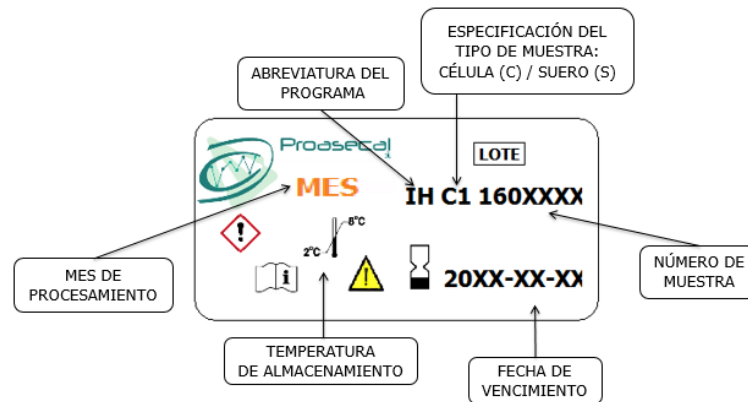 ESPECIFICACIÓN DEL
TIPO DE MUESTRA:
CÉLULA (C) / SUERO (S)
ABREVIATURA DEL
PROGRAMA
Proasecal
LOTE
MES
IH C1 160XXXX
8°C
2°C
i
20XX-XX-XX
MES DE
PROCESAMIENTO
NÚMERO DE
MUESTRA
TEMPERATURA
DE ALMACENAMIENTO
FECHA DE
VENCIMIENTO